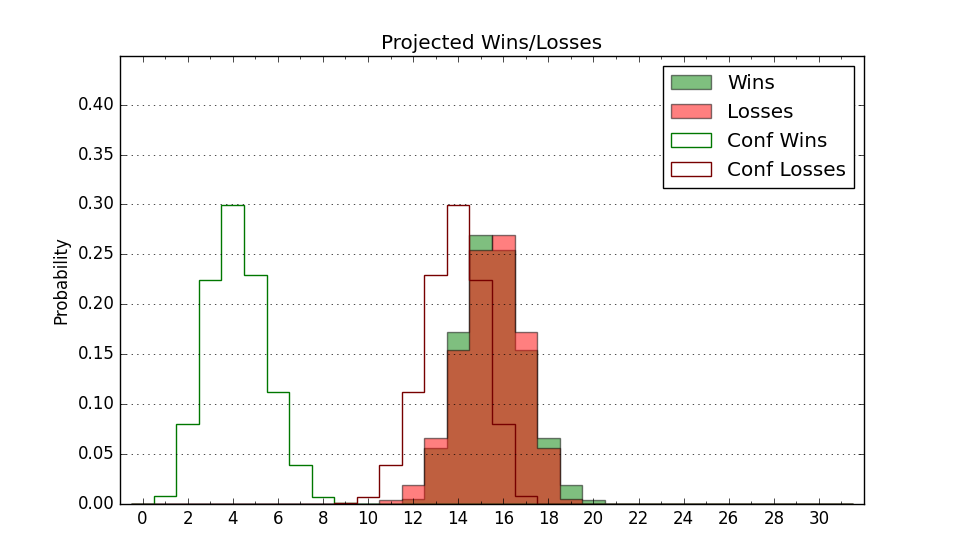 Projected Wins/Losses
Wins
Losses
Conf Wins
Conf Losses
Probability
0.40
0.35
0.30
0.25
0.20
0.15
0.10
0.05
0.00
0 2 4 6 8 10 12 14 16 18 20 22 24 26 28 30